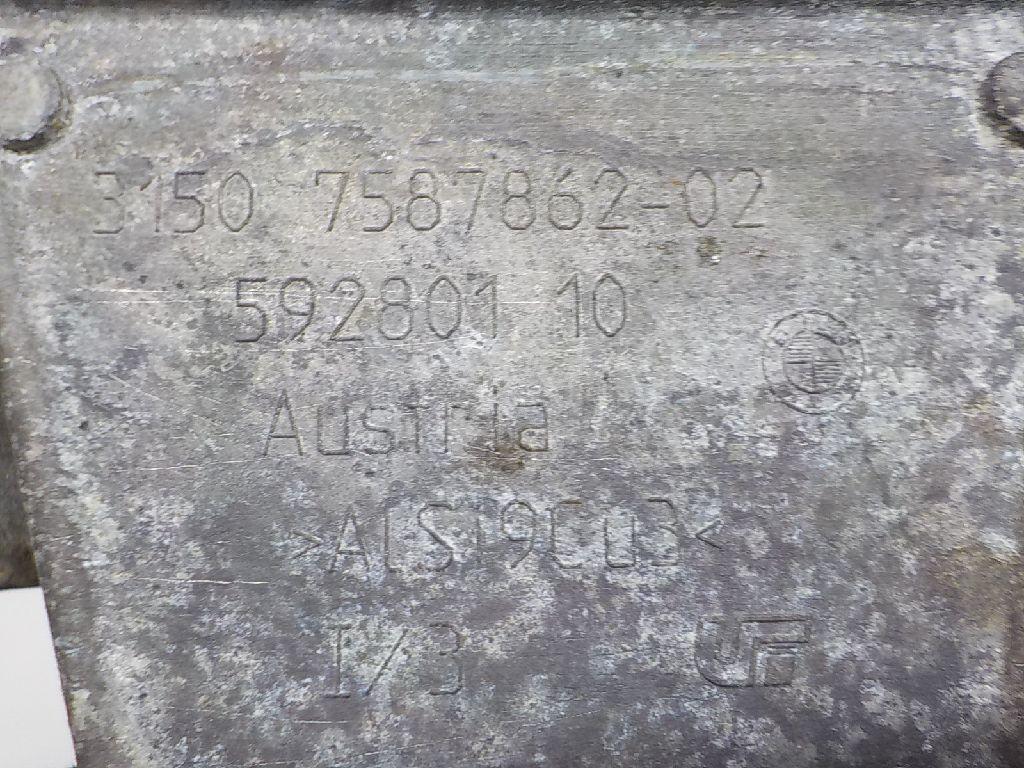 3150 7587862-02
592801 10
Austria
>AlSi9Cu3<
I/3